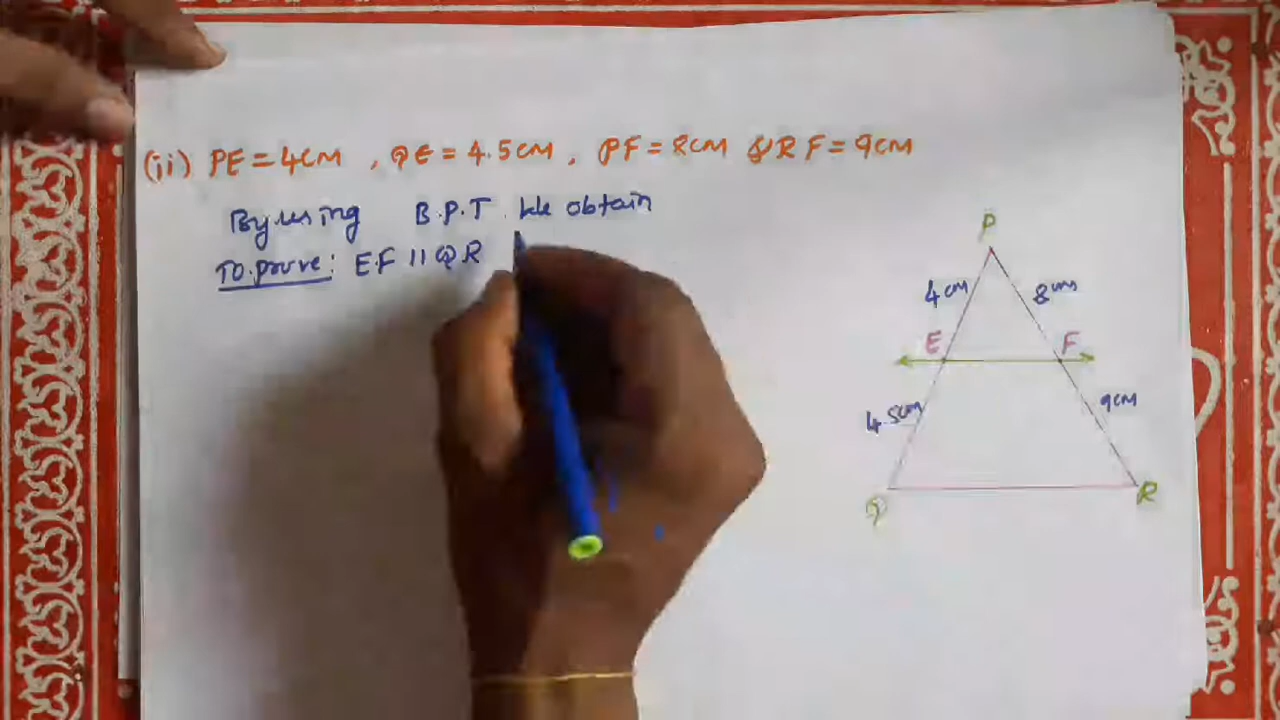 (ii) PE = 4CM , QE = 4.5CM , PF = 8CM & RF = 9CM
By using B.P.T. We obtain
To prove: EF || QR
P
4cm 8cms
E F
4.5cm 9CM
Q R